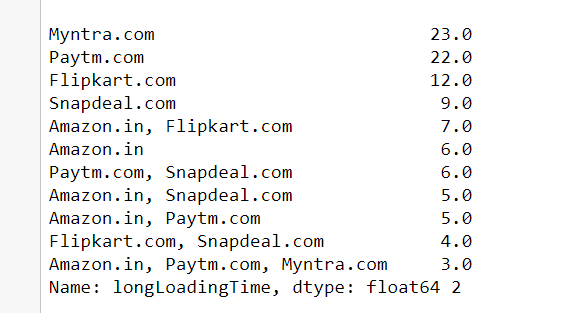 Myntra.com 23.0
Paytm.com 22.0
Flipkart.com 12.0
Snapdeal.com 9.0
Amazon.in, Flipkart.com 7.0
Amazon.in 6.0
Paytm.com, Snapdeal.com 6.0
Amazon.in, Snapdeal.com 5.0
Amazon.in, Paytm.com 5.0
Flipkart.com, Snapdeal.com 4.0
Amazon.in, Paytm.com, Myntra.com 3.0
Name: longLoadingTime, dtype: float64 2